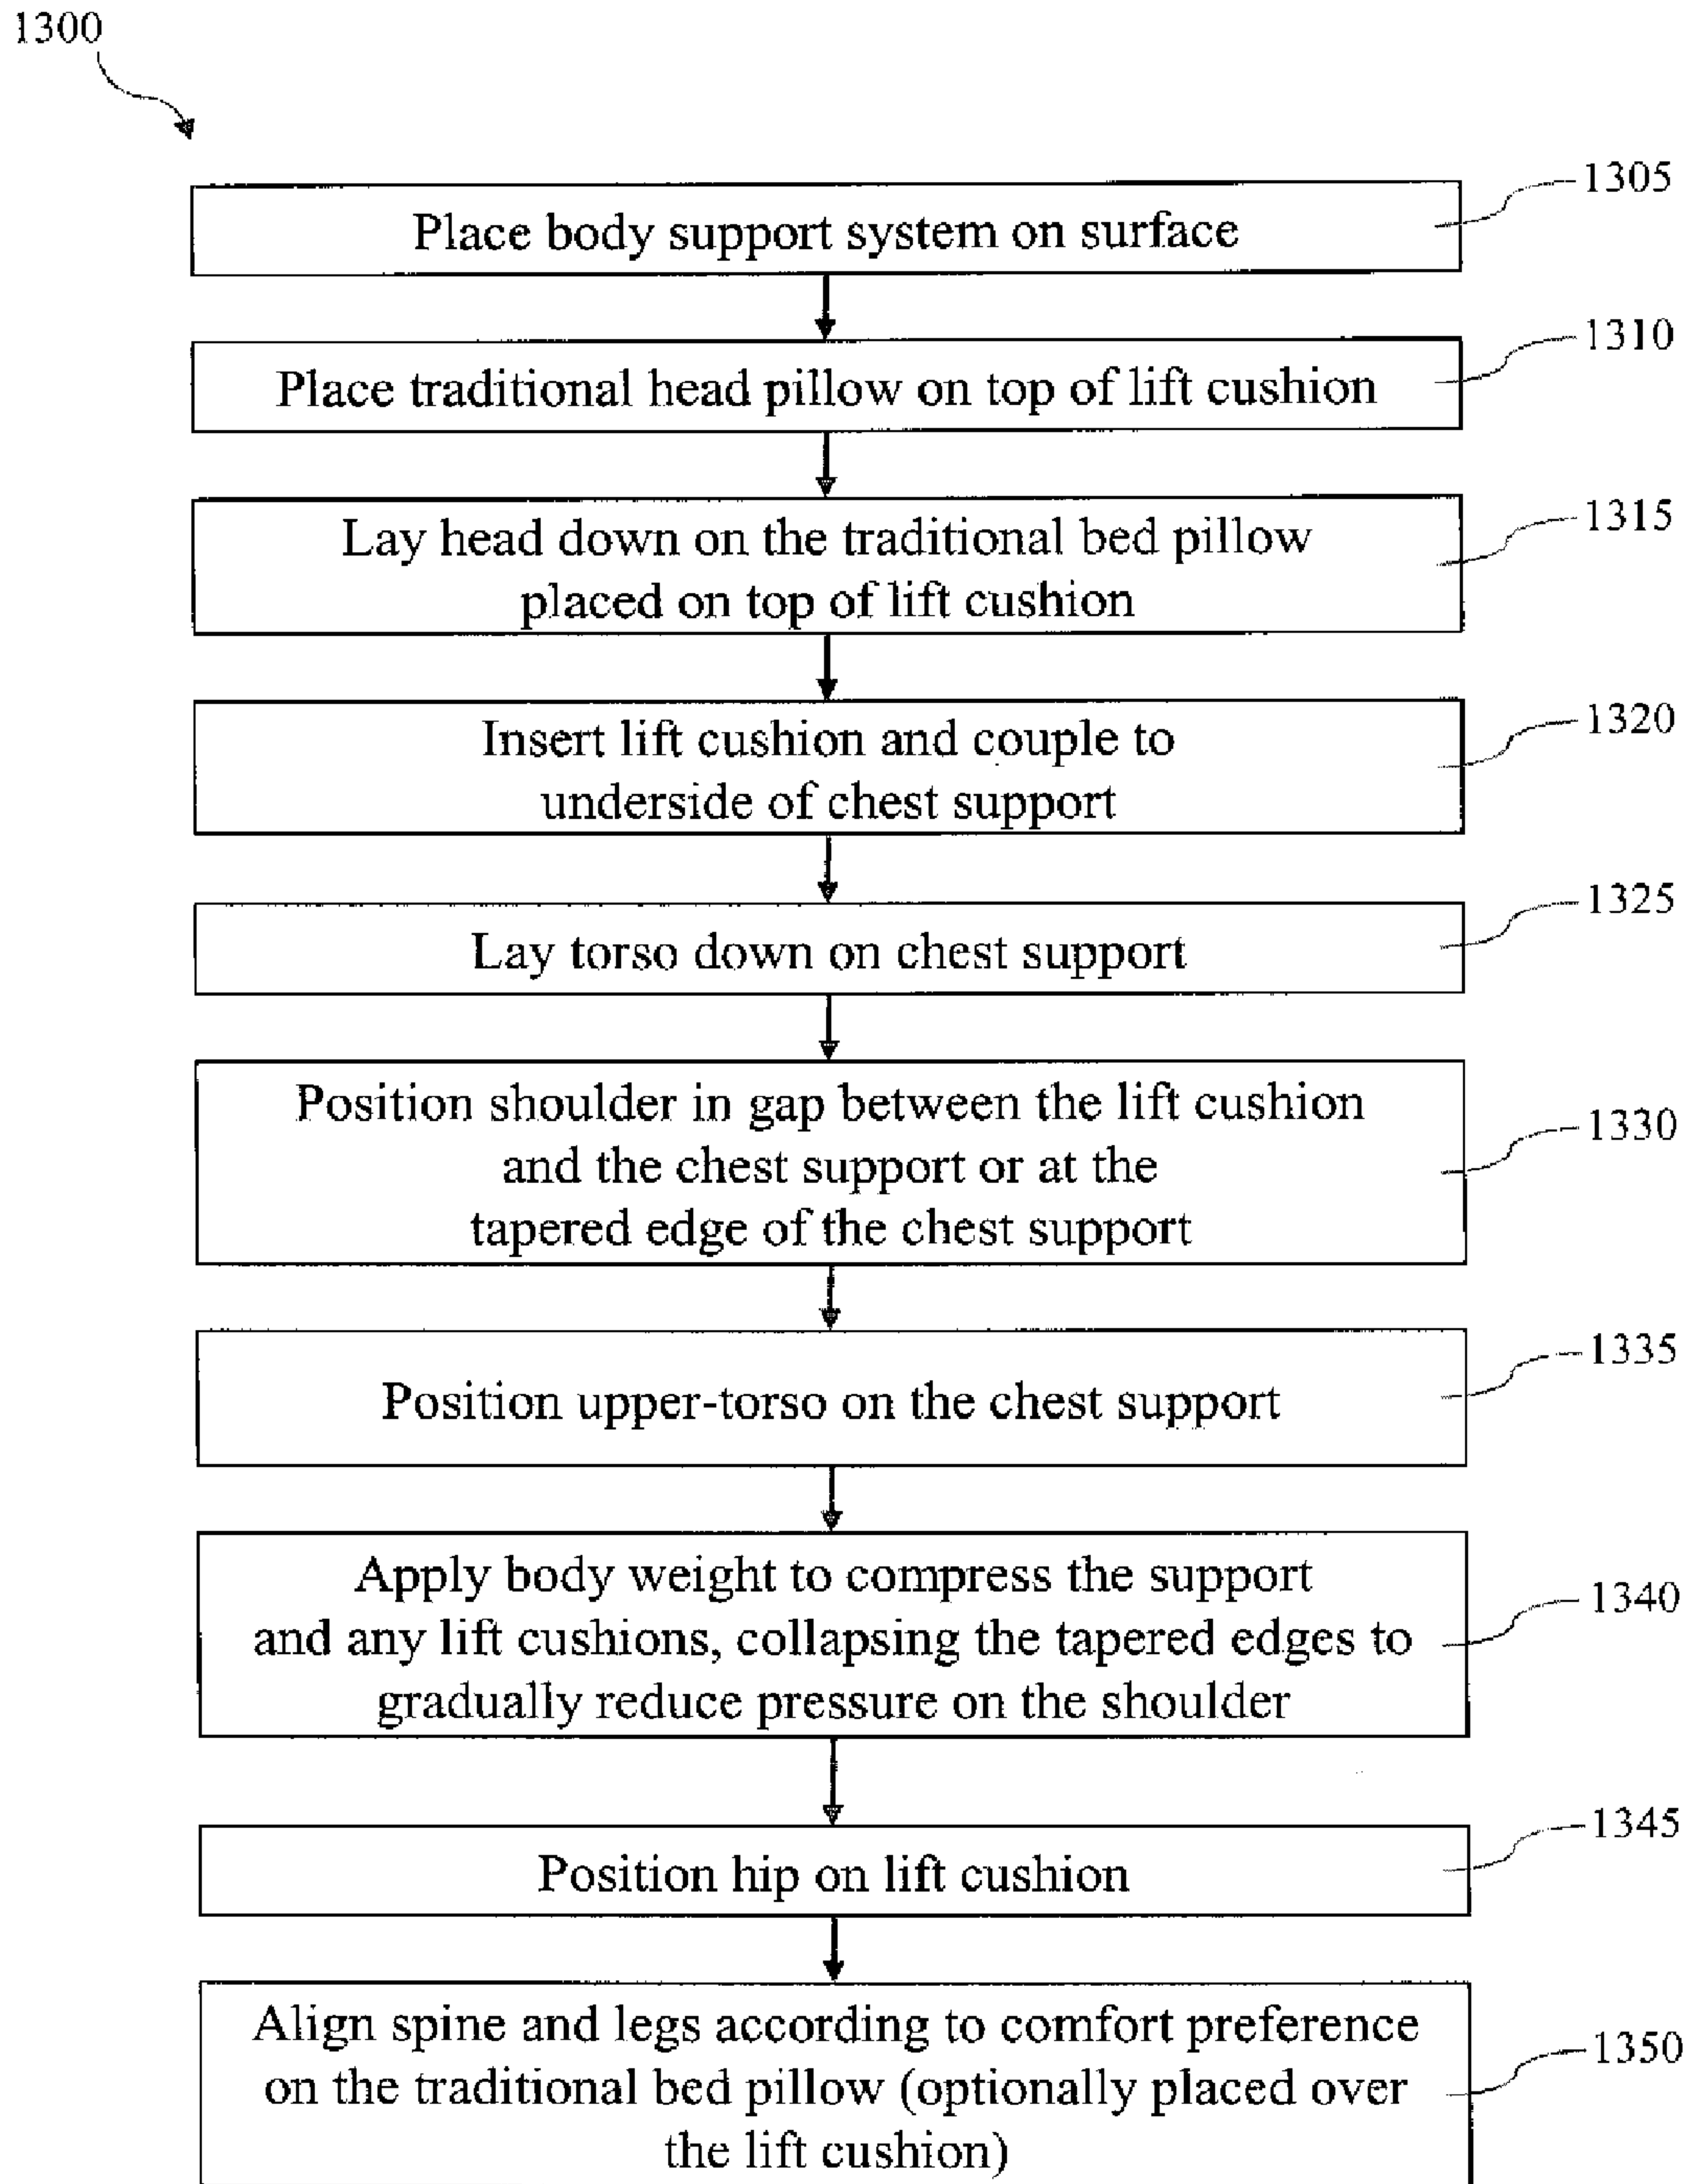 1300
1305
Place body support system on surface
1310
Place traditional head pillow on top of lift cushion
1315
Lay head down on the traditional bed pillow
placed on top of lift cushion
1320
Insert lift cushion and couple to
underside of chest support
1325
Lay torso down on chest support
1330
Position shoulder in gap between the lift cushion
and the chest support or at the
tapered edge of the chest support
1335
Position upper-torso on the chest support
1340
Apply body weight to compress the support
and any lift cushions, collapsing the tapered edges to
gradually reduce pressure on the shoulder
1345
Position hip on lift cushion
1350
Align spine and legs according to comfort preference
on the traditional bed pillow (optionally placed over
the lift cushion)